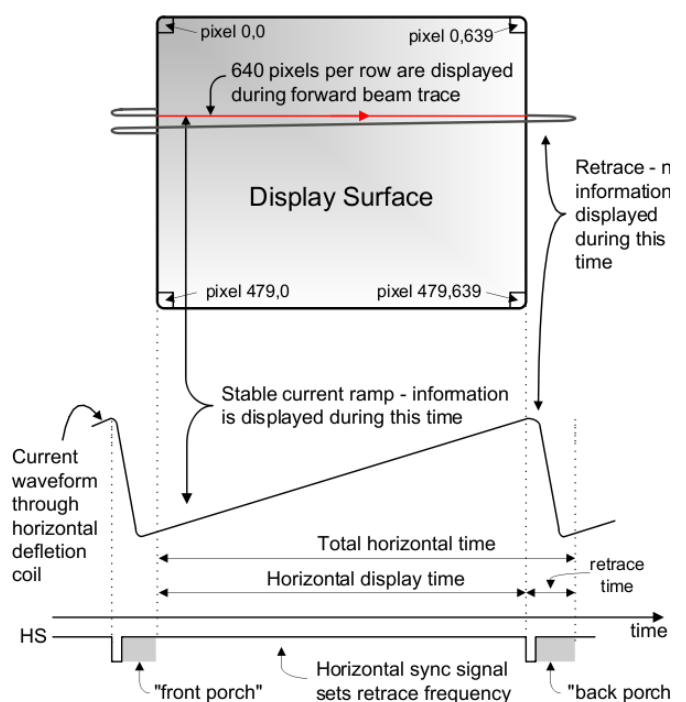 pixel 0,0
pixel 0,639
640 pixels per row are displayed
during forward beam trace
Display Surface
Retrace - n
information
displayed
during this
time
pixel 479,0
pixel 479,639
Stable current ramp - information
is displayed during this time
Current
waveform
through
horizontal
defletion
coil
Total horizontal time
Horizontal display time
retrace
time
time
HS
"front porch"
Horizontal sync signal
sets retrace frequency
"back porch